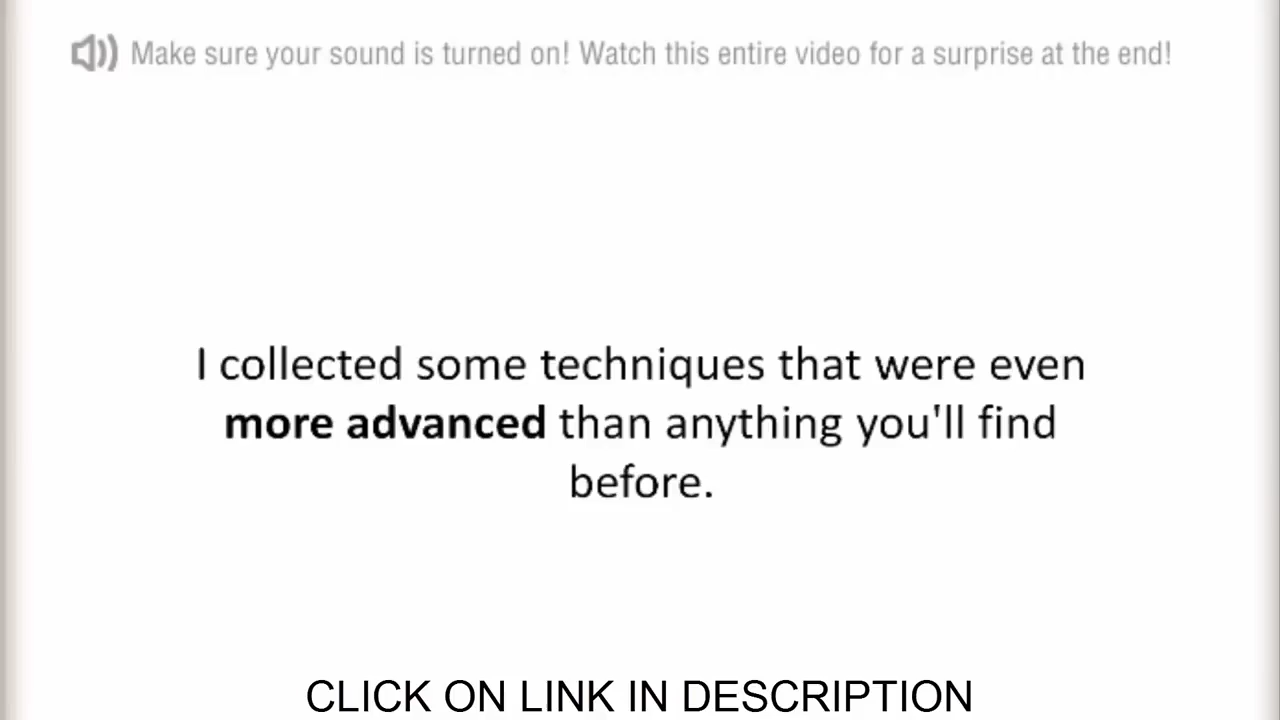 Make sure your sound is turned on! Watch this entire video for a surprise at the end!
I collected some techniques that were even
more advanced than anything you'll find
before.
CLICK ON LINK IN DESCRIPTION